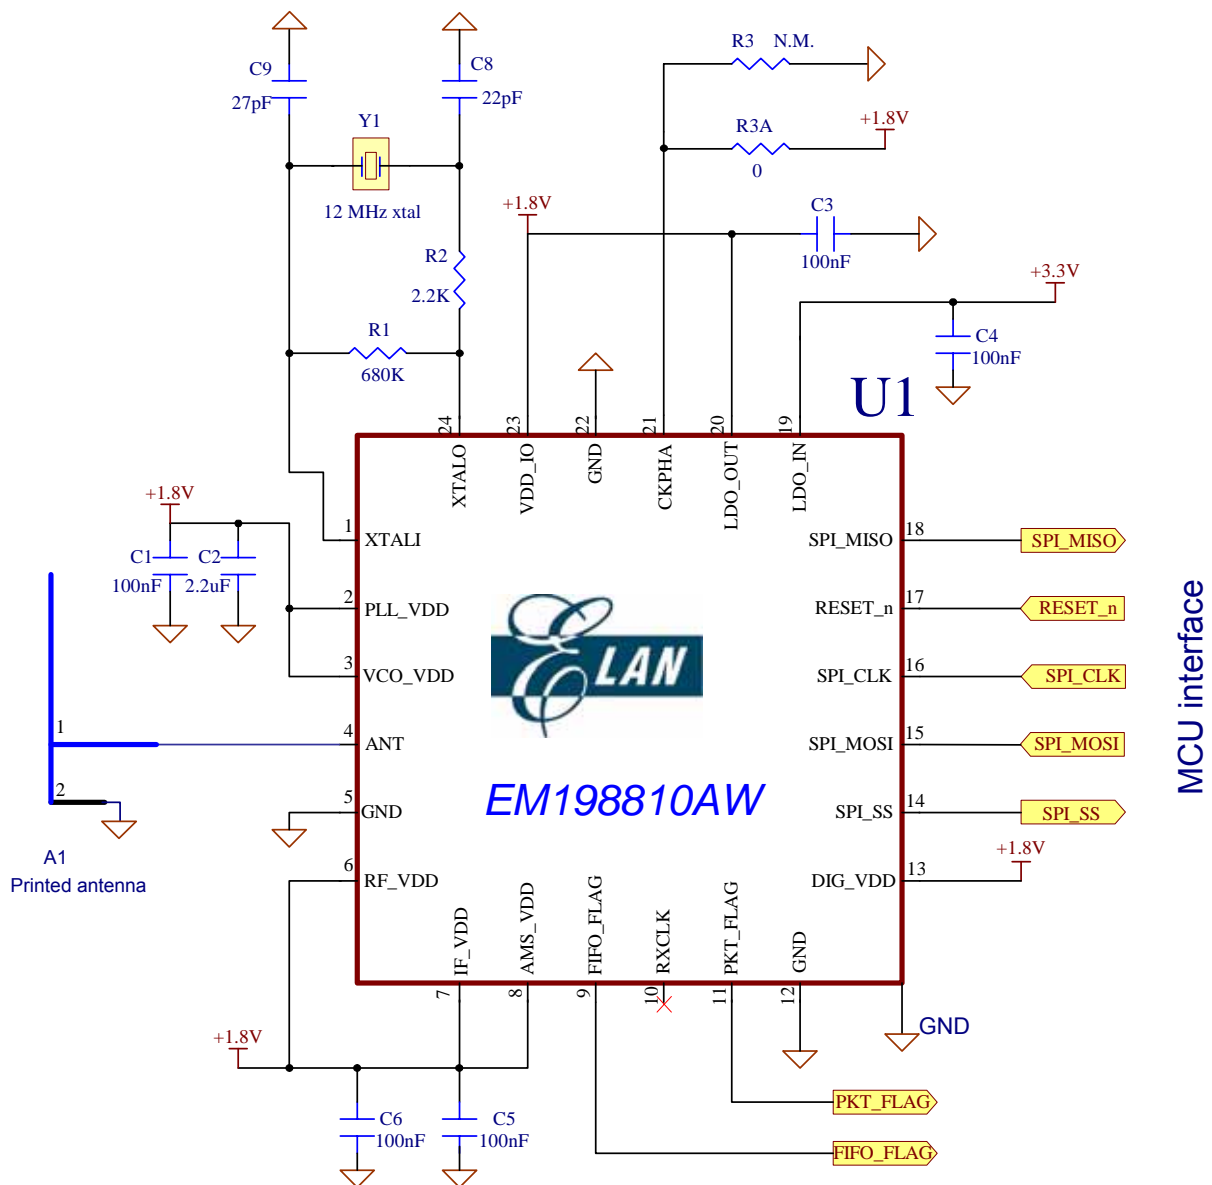 C9
27pF
C8
22pF
Y1
12 MHz xtal
R3 N.M.
R3A
0
+1.8V
+1.8V
C3
100nF
R2
2.2K
R1
680K
+3.3V
C4
100nF
U1
24
23
22
21
20
19
XTALO
VDD_IO
GND
CKPHA
LDO_OUT
LDO_IN
+1.8V
C1
100nF
C2
2.2uF
1
XTALI
2
PLL_VDD
3
VCO_VDD
4
ANT
5
GND
6
RF_VDD
1
2
A1
Printed antenna
ELAN
EM198810AW
SPI_MISO
18
SPI_MISO
RESET_n
17
RESET_n
SPI_CLK
16
SPI_CLK
SPI_MOSI
15
SPI_MOSI
SPI_SS
14
SPI_SS
DIG_VDD
13
+1.8V
MCU interface
IF_VDD
AMS_VDD
FIFO_FLAG
RXCLK
PKT_FLAG
GND
7
8
9
10
11
12
GND
+1.8V
C6
100nF
C5
100nF
PKT_FLAG
FIFO_FLAG